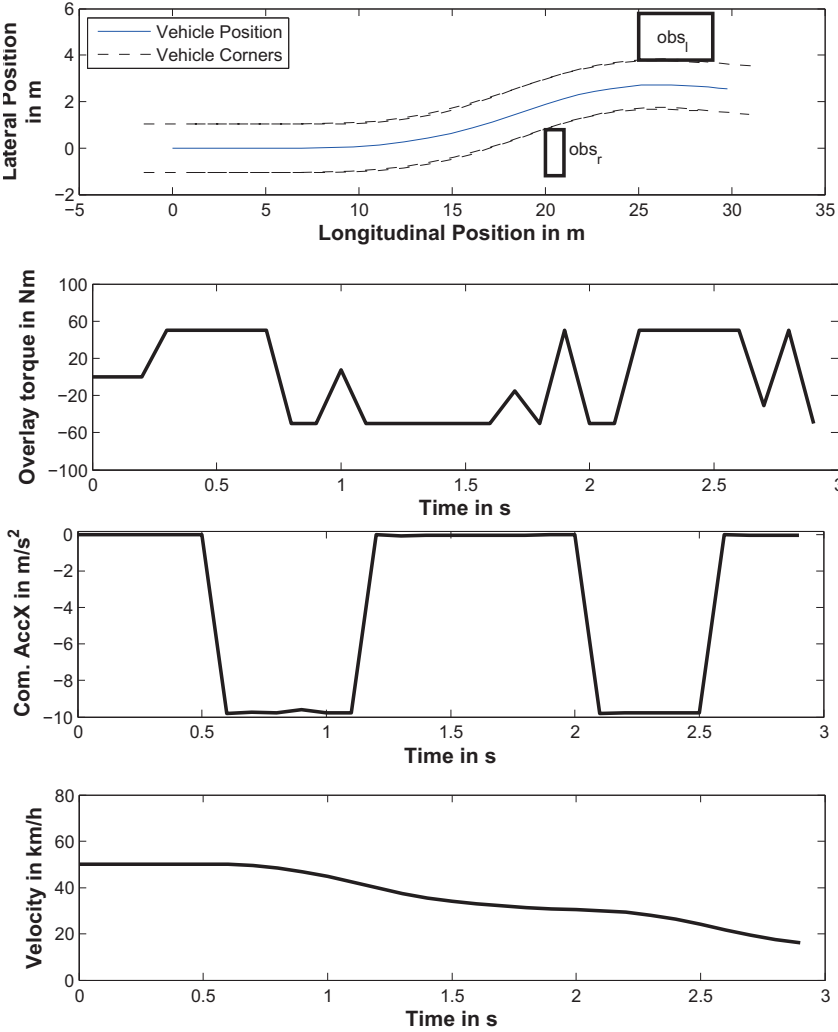 6
4
2
0
−2
Lateral Position
in m
Vehicle Position
Vehicle Corners
obs_l
obs_r
−5 0 5 10 15 20 25 30 35
Longitudinal Position in m
100
60
20
−20
−60
−100
Overlay torque in Nm
0 0.5 1 1.5 2 2.5 3
Time in s
0
−2
−4
−6
−8
−10
Com. AccX in m/s²
0 0.5 1 1.5 2 2.5 3
Time in s
80
60
40
20
0
Velocity in km/h
0 0.5 1 1.5 2 2.5 3
Time in s